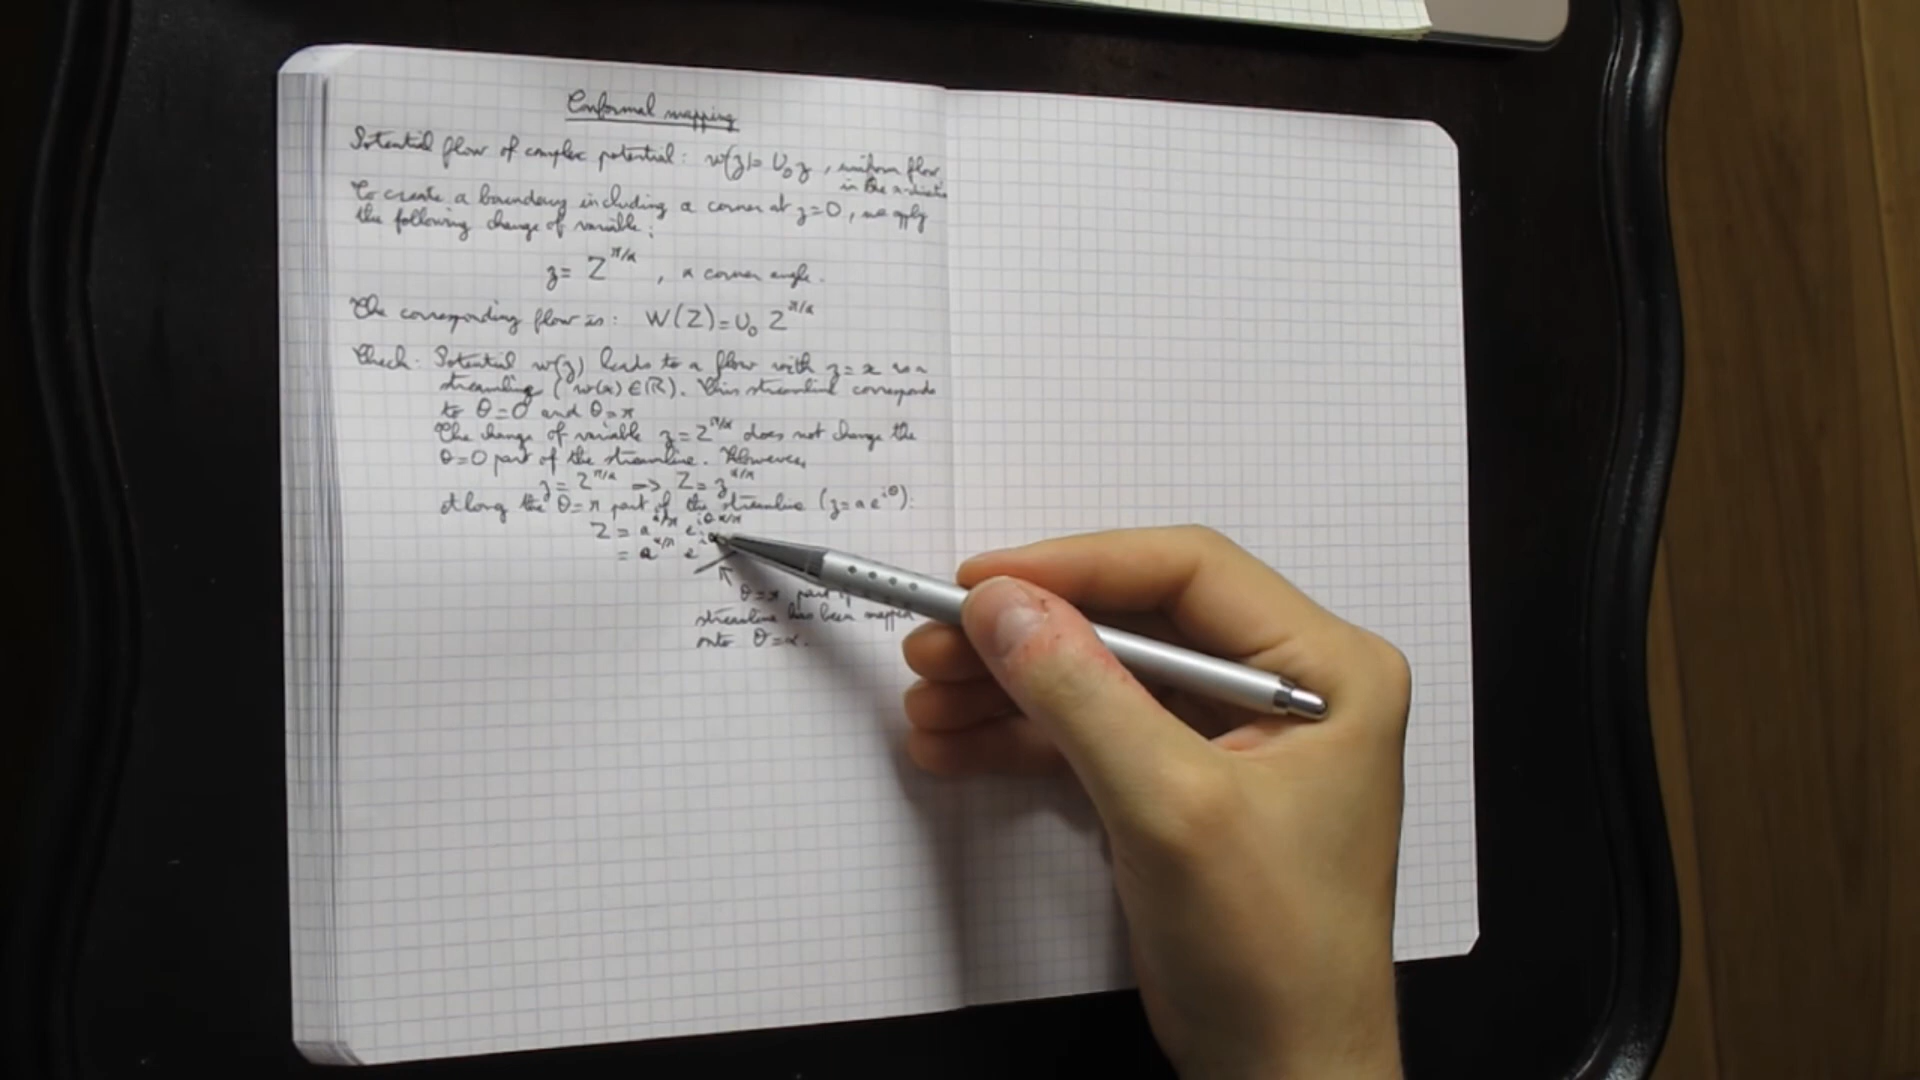 Conformal mapping
Potential flow of complex potential: w(z) = U₀z, uniform flow
in the x-directio
To create a boundary including a corner at z=0, we apply
the following change of variable:
z = Z^(π/α), α corner angle.
The corresponding flow is: W(Z) = U₀ Z^(π/α)
Check: Potential w(z) leads to a flow with z = x as a
streamline (w(x) ∈ ℝ). This streamline corresponds
to θ=0 and θ=π
The change of variable z = Z^(π/α) does not change the
θ=0 part of the streamline. However,
z = Z^(π/α) ⟹ Z = z^(α/π)
Along the θ=π part of the streamline (z = a e^(iθ)):
Z = a^(α/π) e^(iθα/π)
= a^(α/π) e^(iα)
↑
θ=π part of
streamline has been mapped
onto θ=α.